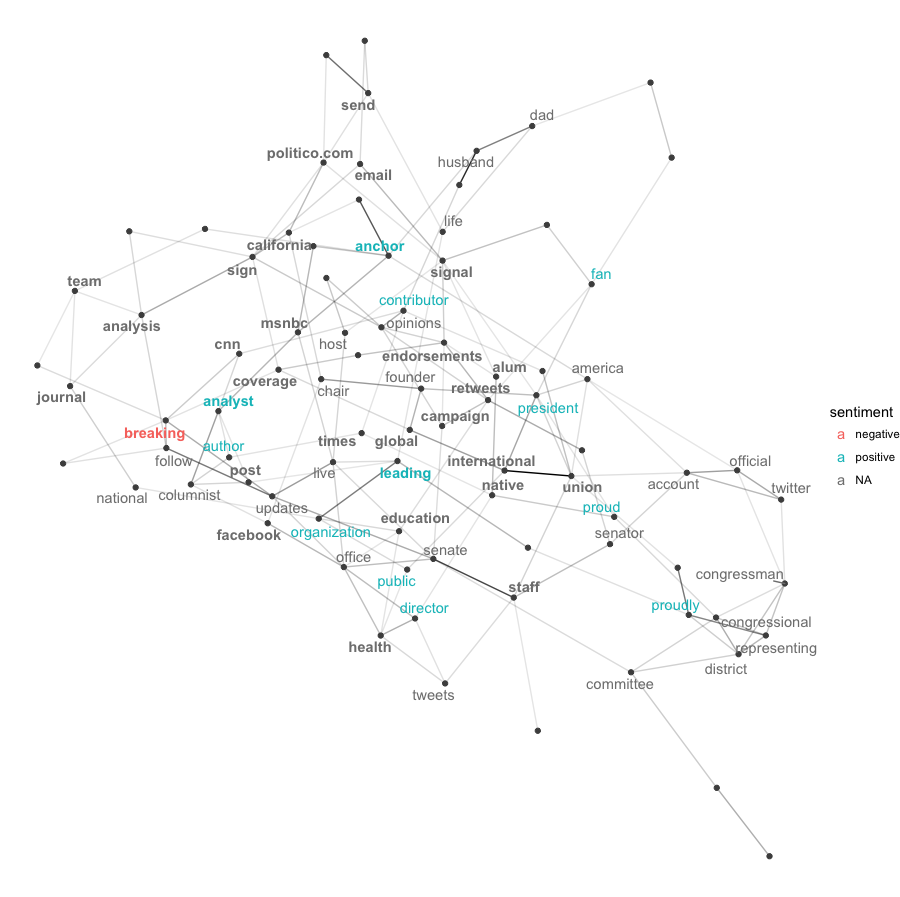 send
dad
politico.com
husband
email
life
california
anchor
sign
signal
fan
team
contributor
analysis
msnbc
opinions
cnn
host
endorsements
coverage
founder
alum
america
chair
retweets
journal
analyst
president
campaign
breaking
author
times
global
follow
post
live
leading
international
official
national
columnist
native
union
account
twitter
updates
proud
facebook
organization
education
senator
office
senate
congressman
public
staff
director
proudly
congressional
health
representing
district
tweets
committee
sentiment
a negative
a positive
a NA